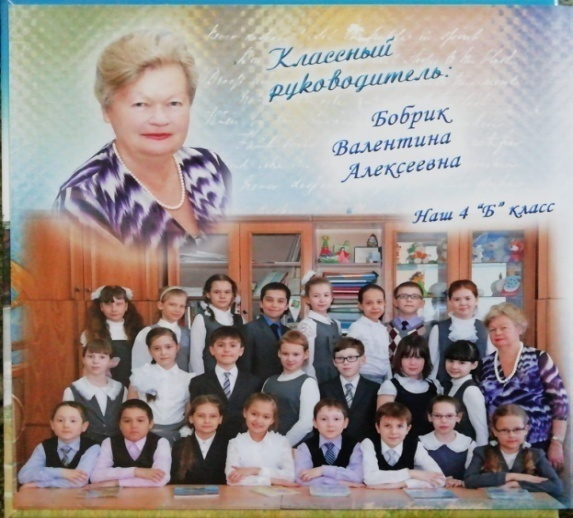 Классный
руководитель:
Бобрик
Валентина
Алексеевна
Наш 4 "Б" класс